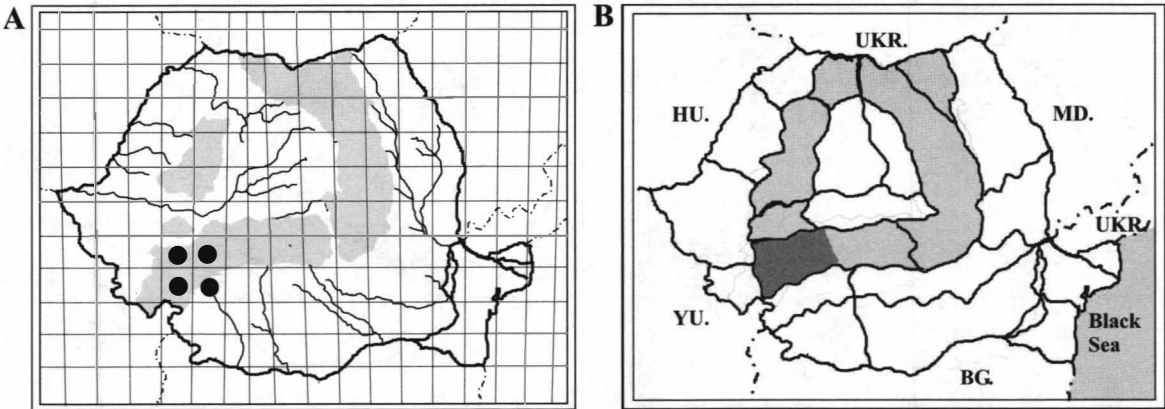 A
B
UKR.
HU.
MD.
UKR.
YU.
Black
Sea
BG.